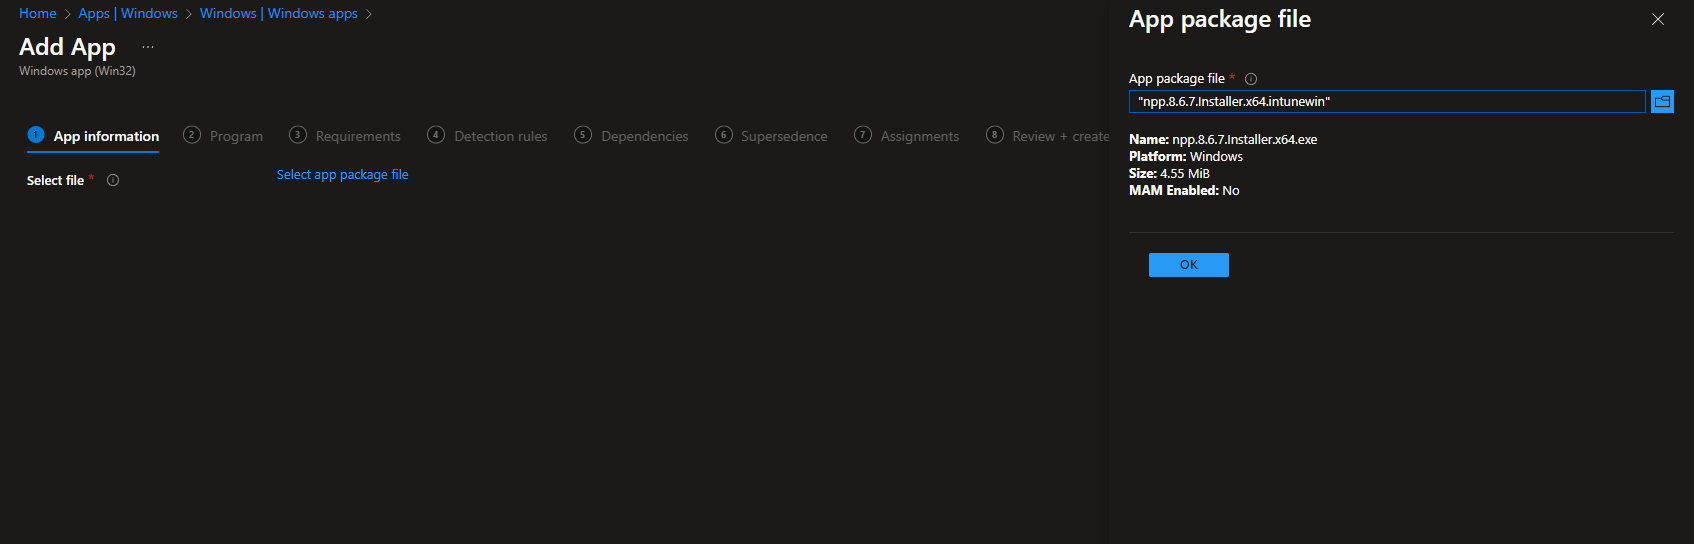 Home > Apps | Windows > Windows | Windows apps >
Add App ...
Windows app (Win32)
1 App information 2 Program 3 Requirements 4 Detection rules 5 Dependencies 6 Supersedence 7 Assignments 8 Review + create
Select file * Select app package file
App package file
App package file *
"npp.8.6.7.Installer.x64.intunewin"
Name: npp.8.6.7.Installer.x64.exe
Platform: Windows
Size: 4.55 MiB
MAM Enabled: No
OK